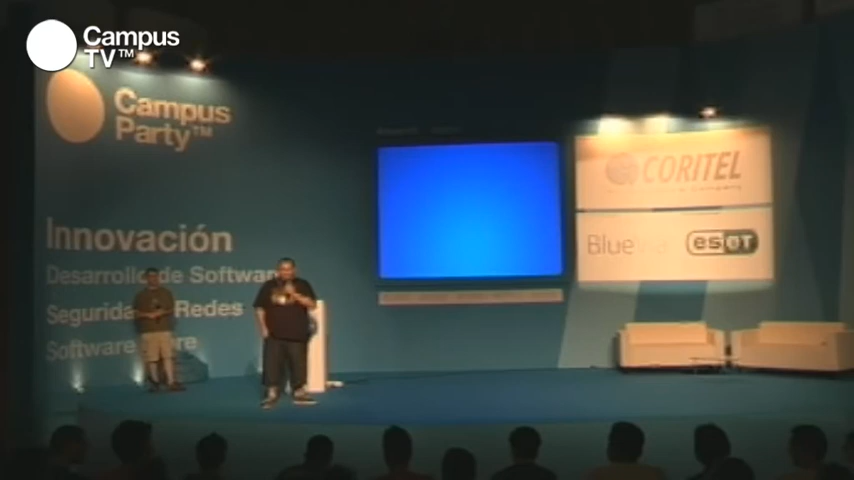 Campus
TV™
Campus
Party™
Innovación
Desarrollo de Software
Seguridad Redes
Software
CORITEL
Blue
eseT